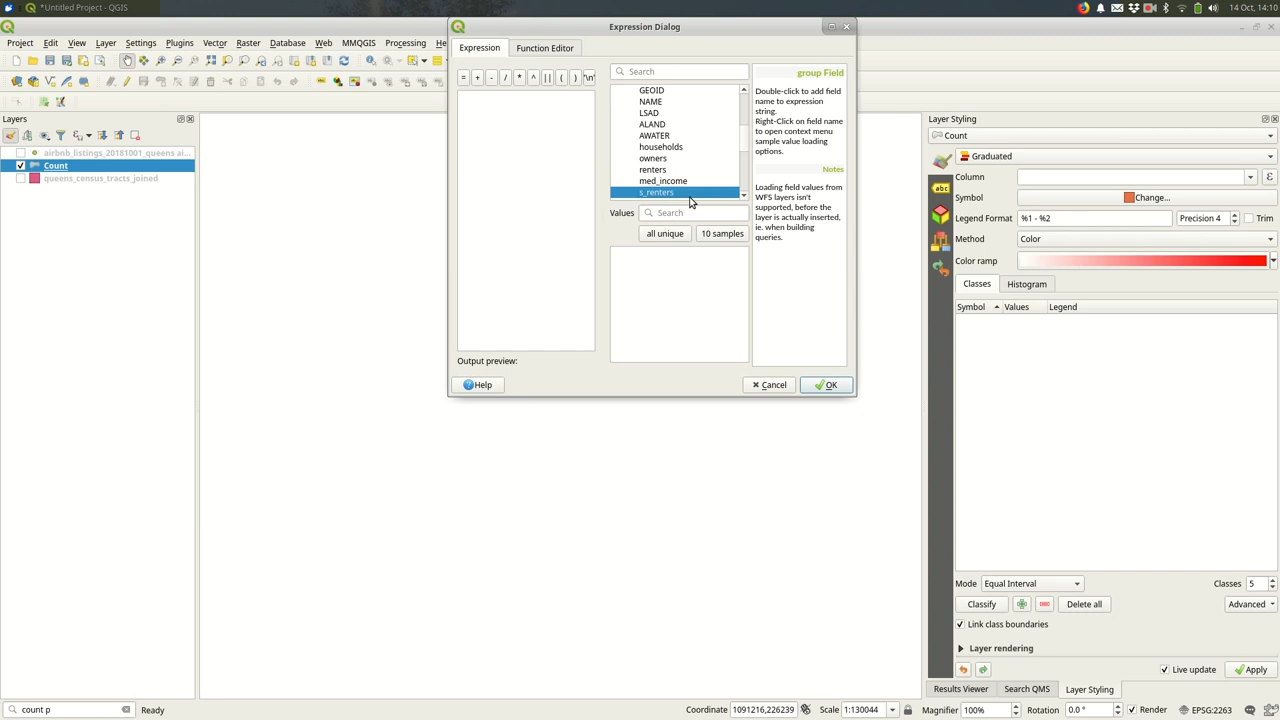 *Untitled Project - QGIS
14 Oct, 14:10
Project Edit View Layer Settings Plugins Vector Raster Database Web MMQGIS Processing He
Expression Dialog
Expression Function Editor
= + - / * ^ || ( ) '\n'
Search
GEOID
NAME
LSAD
ALAND
AWATER
households
owners
renters
med_income
s_renters
Values Search
all unique 10 samples
group Field
Double-click to add field
name to expression
string.
Right-Click on field name
to open context menu
sample value loading
options.
Notes
Loading field values from
WFS layers isn't
supported, before the
layer is actually inserted,
ie. when building
queries.
Output preview:
Help
Cancel
OK
Layers
airbnb_listings_20181001_queens ai...
Count
queens_census_tracts_joined
Layer Styling
Count
Graduated
Column
ε
Symbol Change...
Legend Format %1 - %2 Precision 4 Trim
Method Color
Color ramp
Classes Histogram
Symbol Values Legend
Mode Equal Interval Classes 5
Classify Delete all Advanced
Link class boundaries
Layer rendering
Live update Apply
Results Viewer Search QMS Layer Styling
count p
Ready
Coordinate 1091216,226239 Scale 1:130044 Magnifier 100% Rotation 0.0 ° Render EPSG:2263